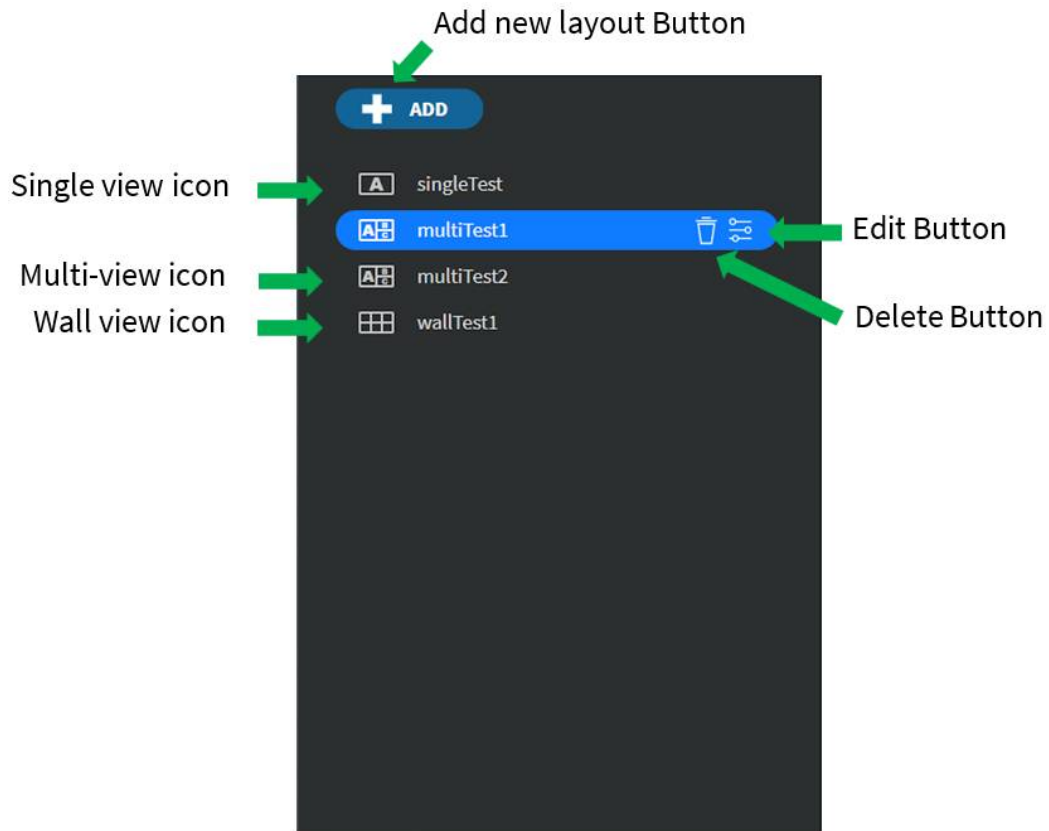 Add new layout Button
ADD
Single view icon
A singleTest
A B C multiTest1
Edit Button
Multi-view icon
A B C multiTest2
Wall view icon
wallTest1
Delete Button